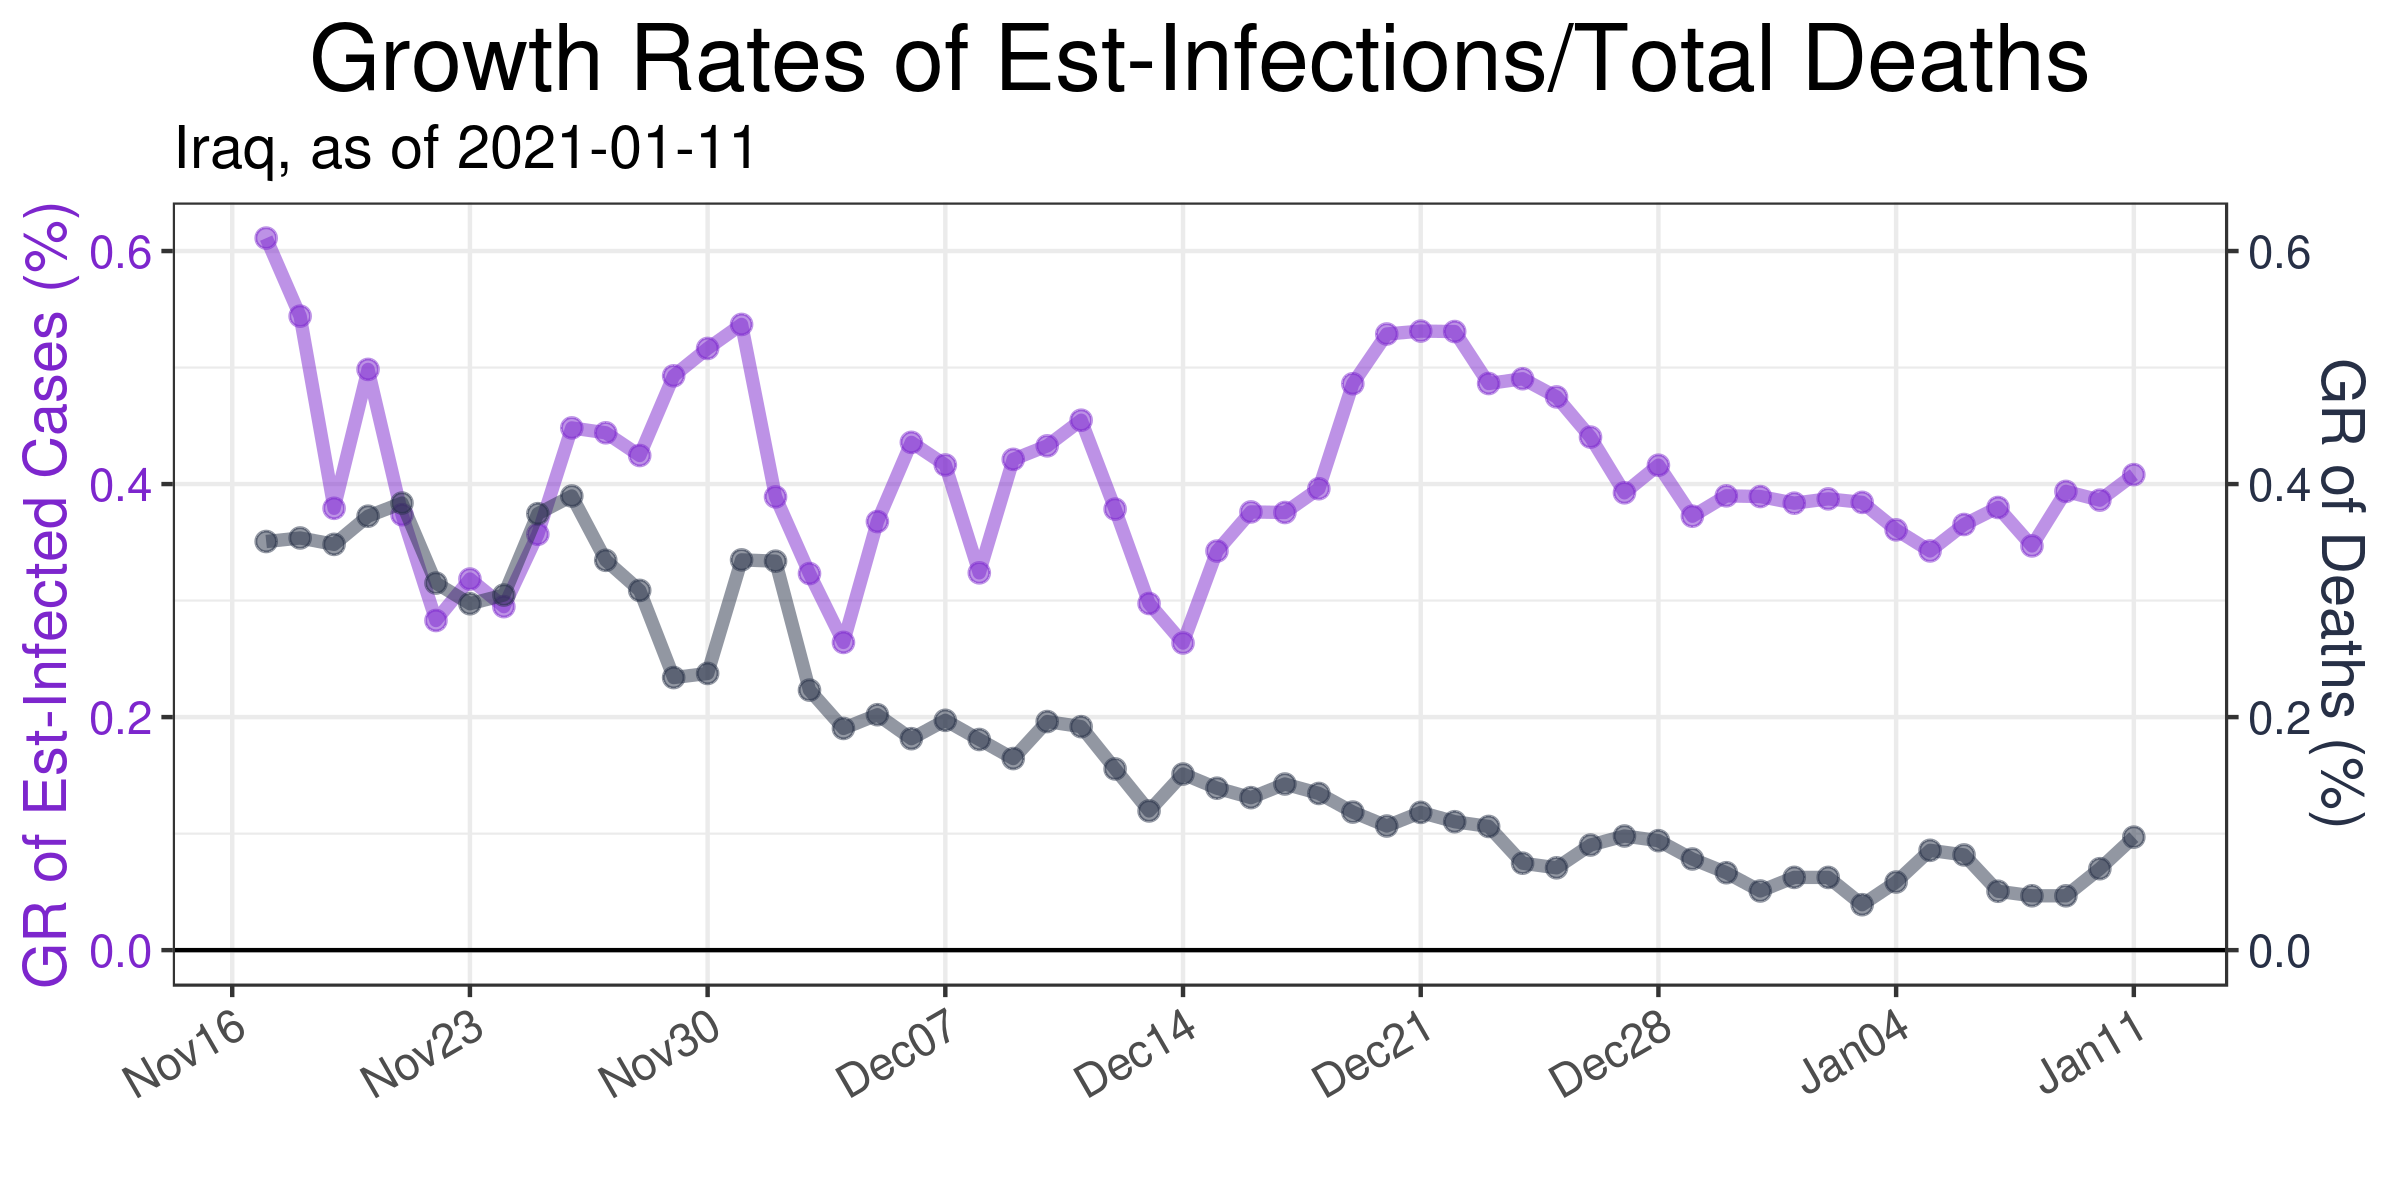 Growth Rates of Est-Infections/Total Deaths
Iraq, as of 2021-01-11
GR of Est-Infected Cases (%)
0.6
0.4
0.2
0.0
0.6
0.4
0.2
0.0
GR of Deaths (%)
Nov16
Nov23
Nov30
Dec07
Dec14
Dec21
Dec28
Jan04
Jan11